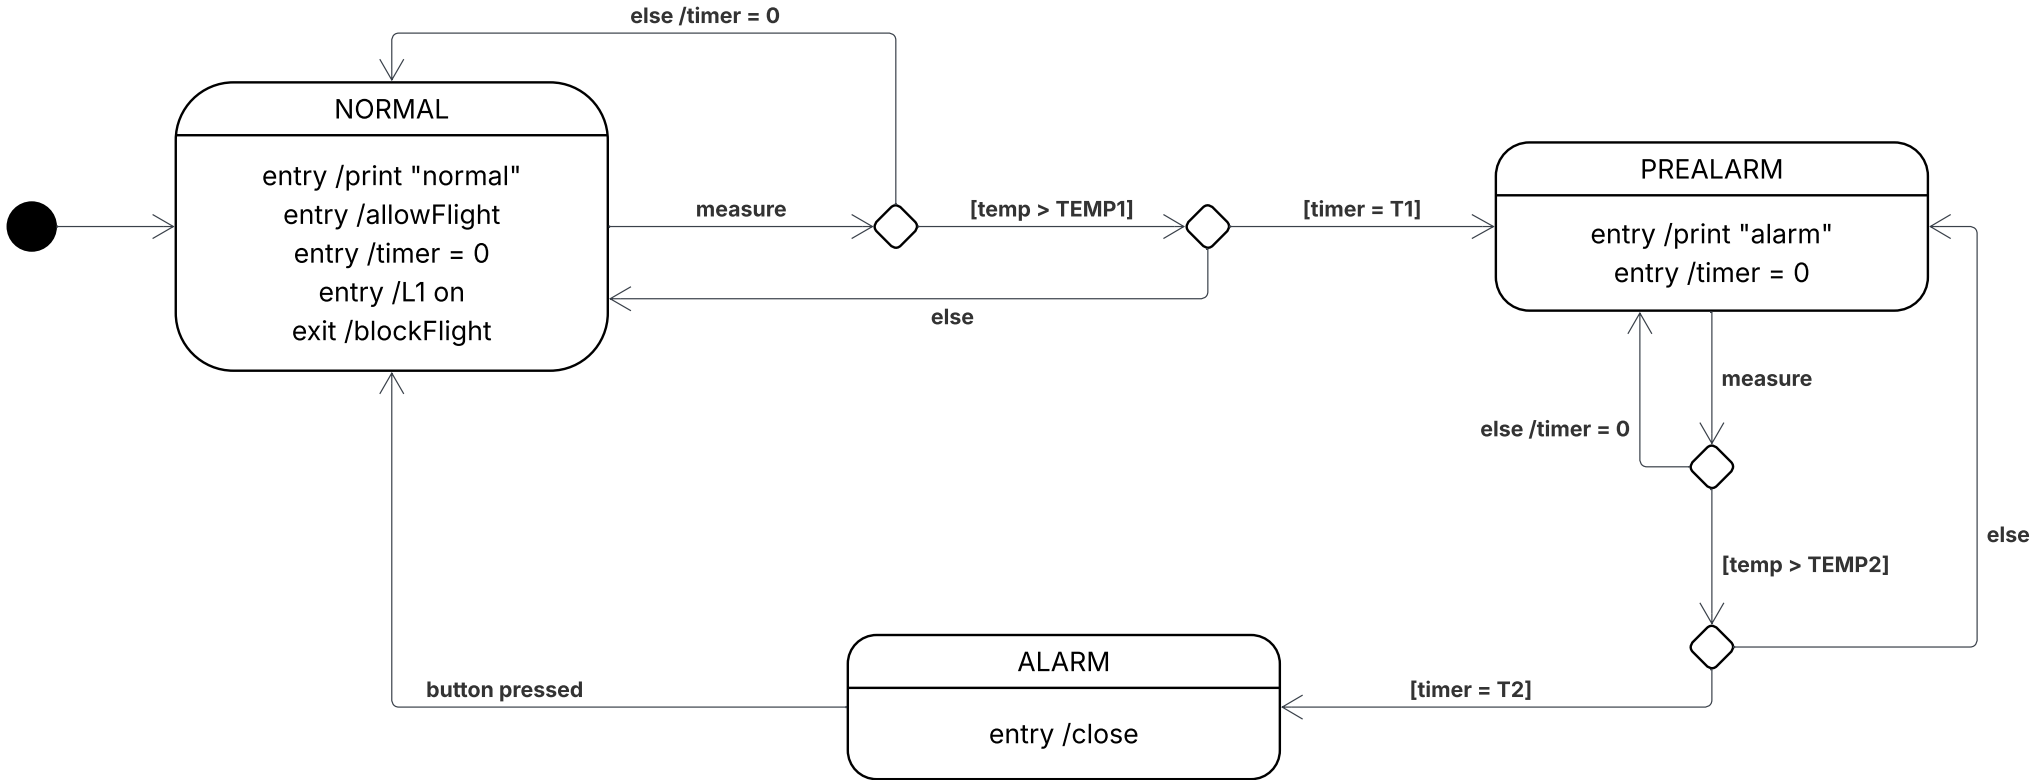 else /timer = 0
NORMAL
entry /print "normal"
entry /allowFlight
entry /timer = 0
entry /L1 on
exit /blockFlight
measure
[temp > TEMP1]
[timer = T1]
else
PREALARM
entry /print "alarm"
entry /timer = 0
measure
else /timer = 0
[temp > TEMP2]
else
[timer = T2]
ALARM
entry /close
button pressed